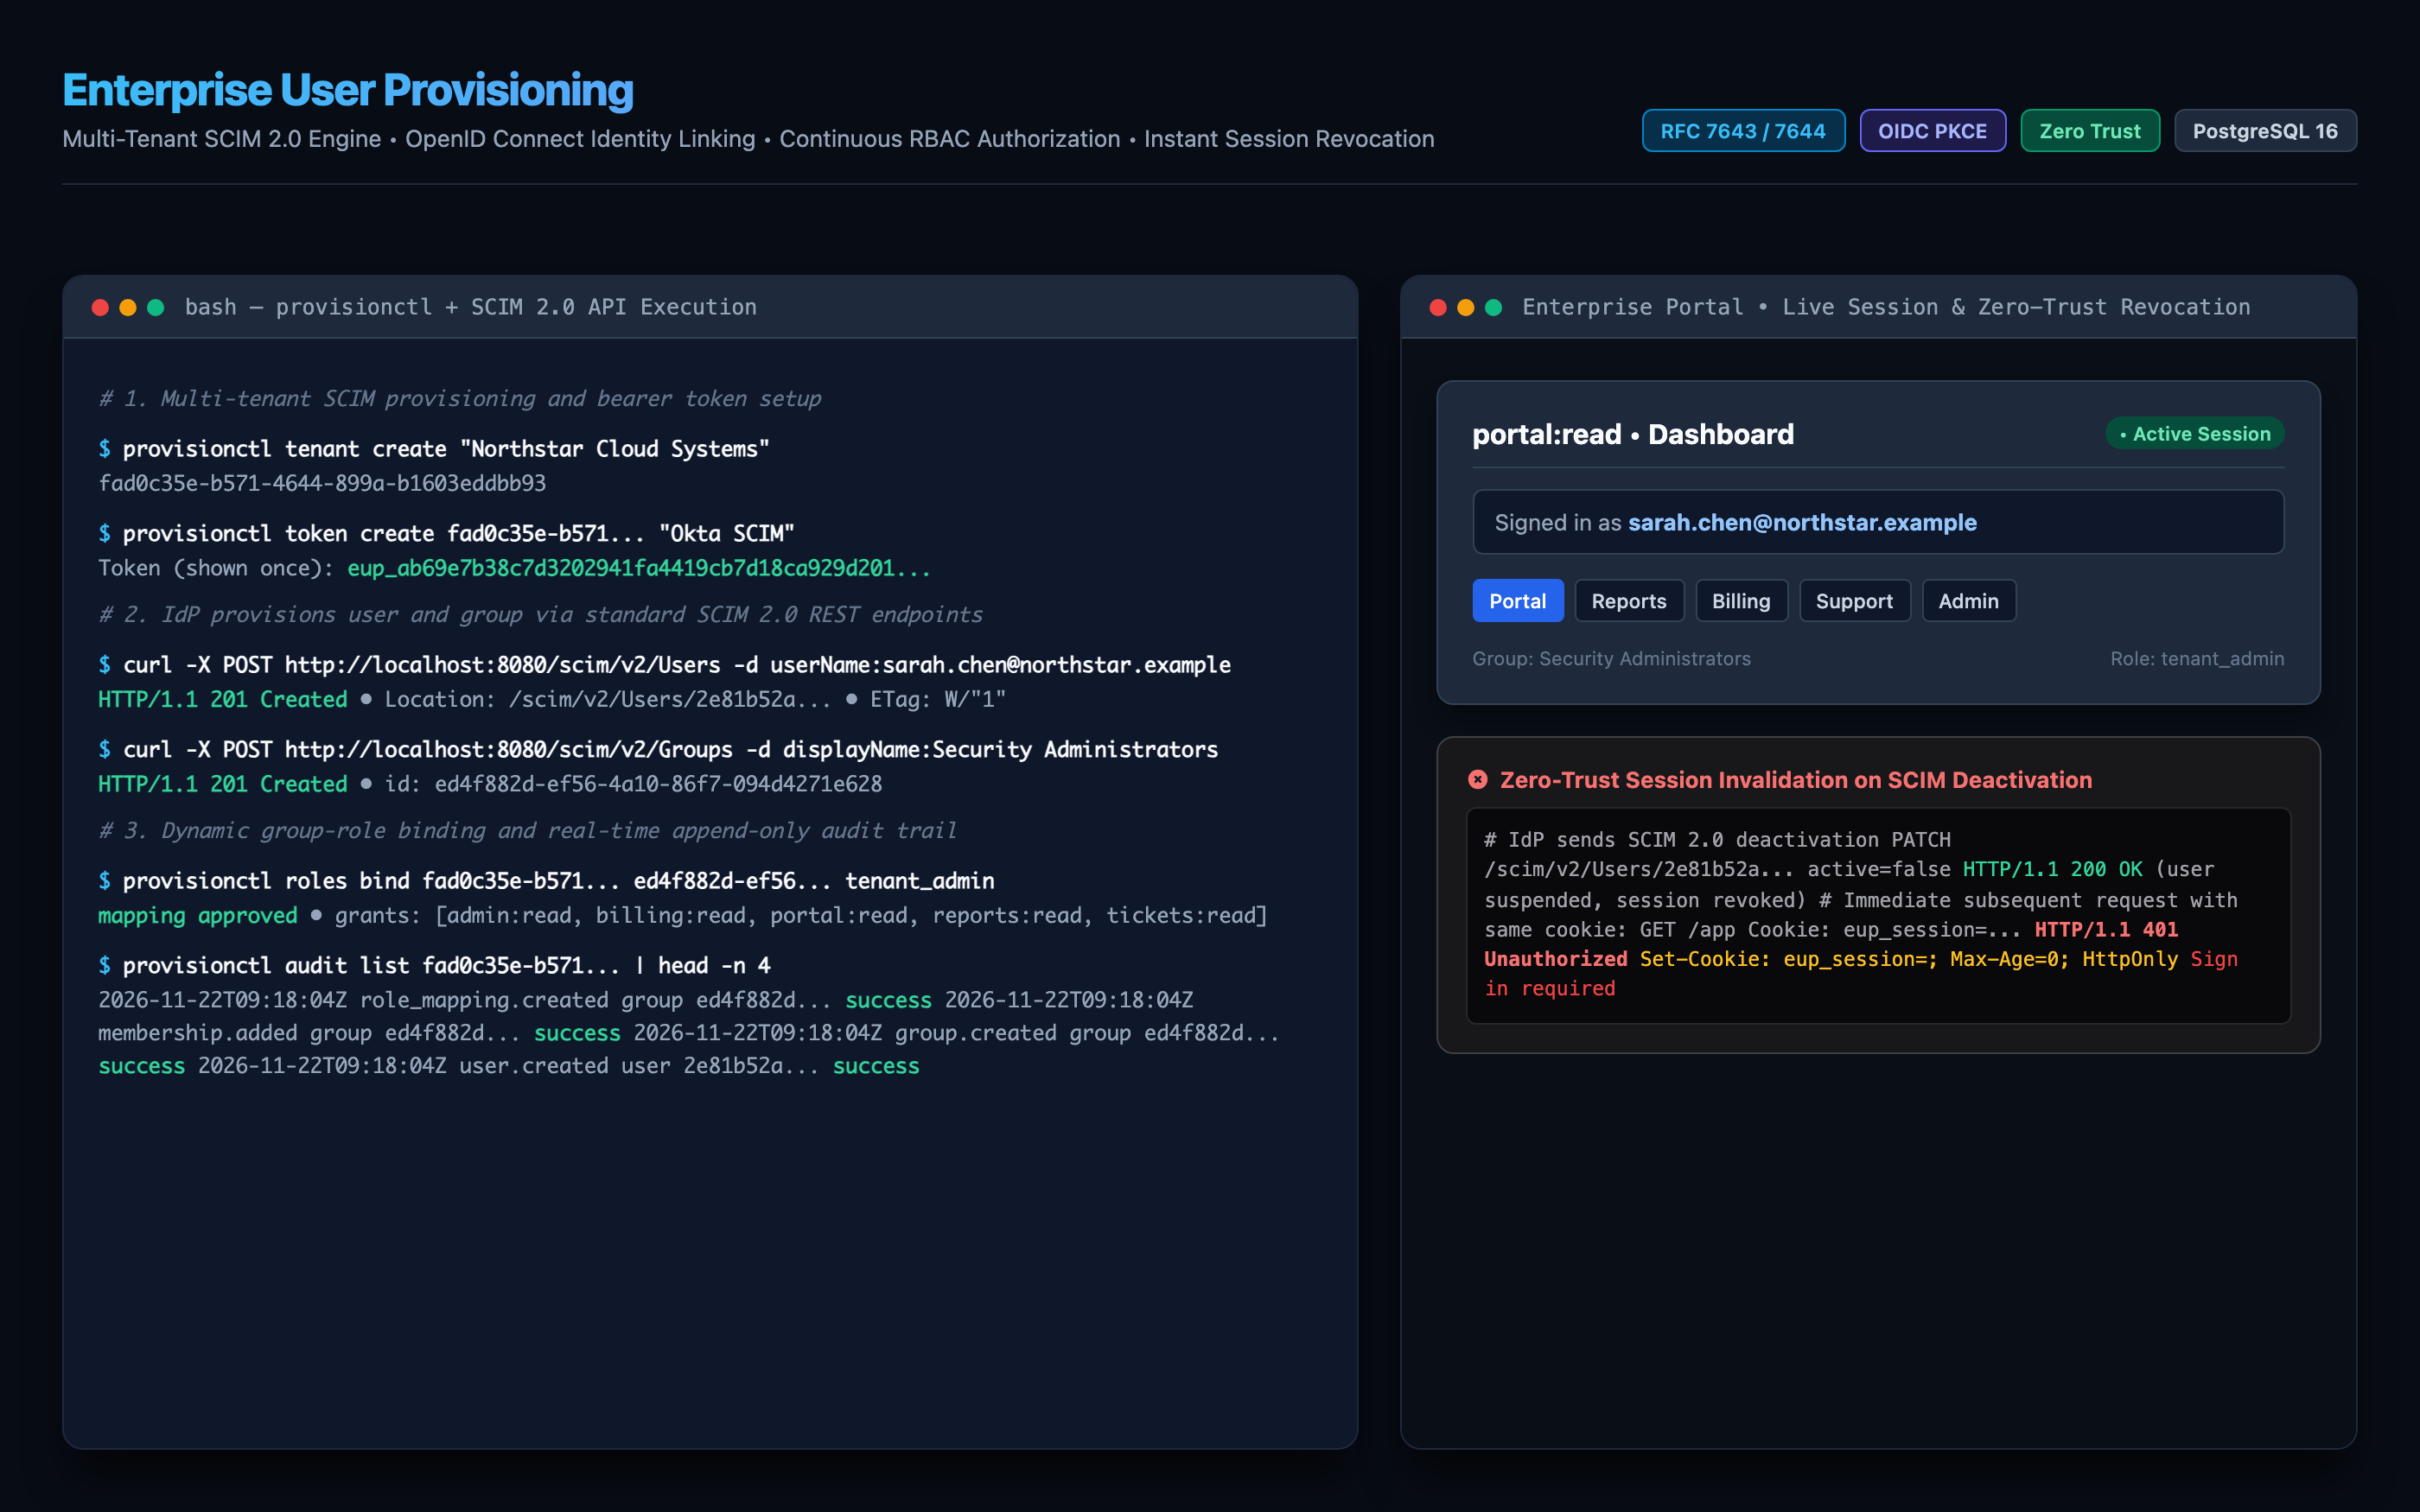 Enterprise User Provisioning
Multi-Tenant SCIM 2.0 Engine • OpenID Connect Identity Linking • Continuous RBAC Authorization • Instant Session Revocation
RFC 7643 / 7644
OIDC PKCE
Zero Trust
PostgreSQL 16
bash — provisionctl + SCIM 2.0 API Execution
# 1. Multi-tenant SCIM provisioning and bearer token setup
$ provisionctl tenant create "Northstar Cloud Systems"
fad0c35e-b571-4644-899a-b1603eddbb93
$ provisionctl token create fad0c35e-b571... "Okta SCIM"
Token (shown once): eup_ab69e7b38c7d3202941fa4419cb7d18ca929d201...
# 2. IdP provisions user and group via standard SCIM 2.0 REST endpoints
$ curl -X POST http://localhost:8080/scim/v2/Users -d userName:sarah.chen@northstar.example
HTTP/1.1 201 Created ● Location: /scim/v2/Users/2e81b52a... ● ETag: W/"1"
$ curl -X POST http://localhost:8080/scim/v2/Groups -d displayName:Security Administrators
HTTP/1.1 201 Created ● id: ed4f882d-ef56-4a10-86f7-094d4271e628
# 3. Dynamic group-role binding and real-time append-only audit trail
$ provisionctl roles bind fad0c35e-b571... ed4f882d-ef56... tenant_admin
mapping approved ● grants: [admin:read, billing:read, portal:read, reports:read, tickets:read]
$ provisionctl audit list fad0c35e-b571... | head -n 4
2026-11-22T09:18:04Z role_mapping.created group ed4f882d... success 2026-11-22T09:18:04Z
membership.added group ed4f882d... success 2026-11-22T09:18:04Z group.created group ed4f882d...
success 2026-11-22T09:18:04Z user.created user 2e81b52a... success
Enterprise Portal • Live Session & Zero-Trust Revocation
portal:read • Dashboard
• Active Session
Signed in as sarah.chen@northstar.example
Portal
Reports
Billing
Support
Admin
Group: Security Administrators
Role: tenant_admin
Zero-Trust Session Invalidation on SCIM Deactivation
# IdP sends SCIM 2.0 deactivation PATCH
/scim/v2/Users/2e81b52a... active=false HTTP/1.1 200 OK (user
suspended, session revoked) # Immediate subsequent request with
same cookie: GET /app Cookie: eup_session=... HTTP/1.1 401
Unauthorized Set-Cookie: eup_session=; Max-Age=0; HttpOnly Sign
in required